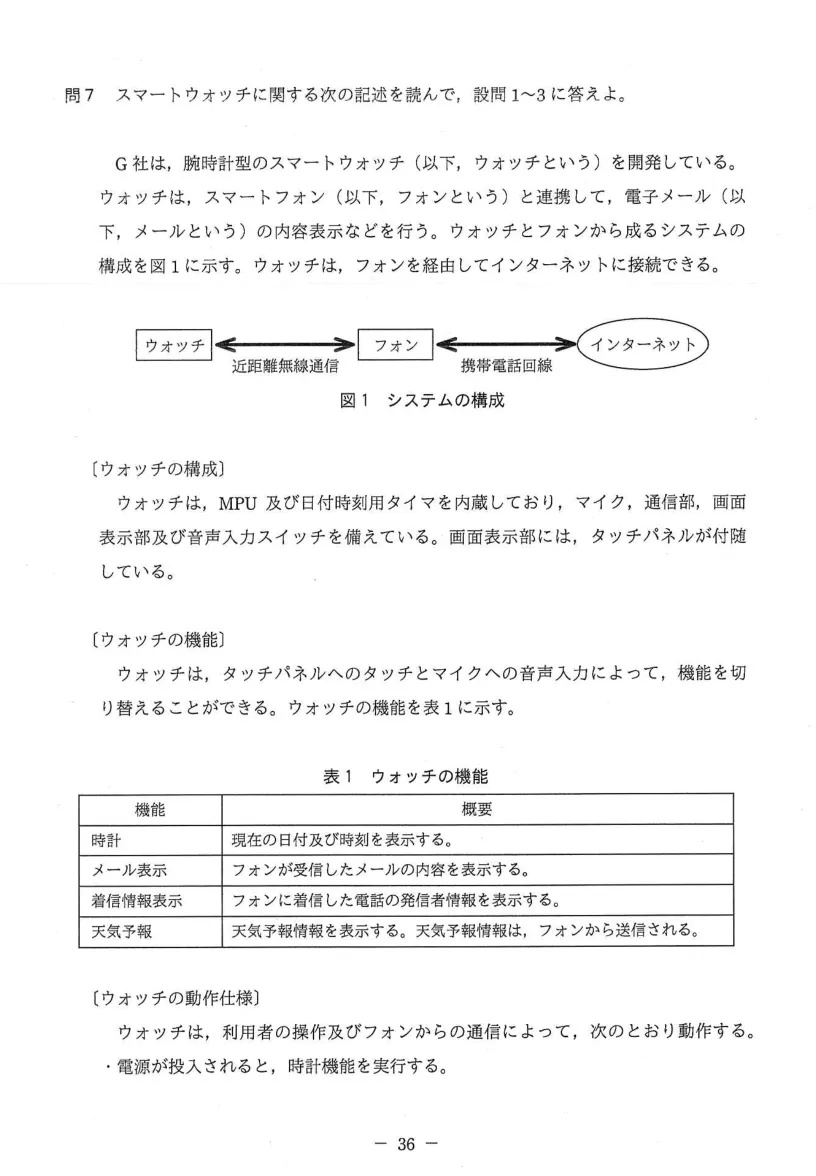 問7　スマートウォッチに関する次の記述を読んで，設問1～3に答えよ。
G社は，腕時計型のスマートウォッチ（以下，ウォッチという）を開発している。
ウォッチは，スマートフォン（以下，フォンという）と連携して，電子メール（以
下，メールという）の内容表示などを行う。ウォッチとフォンから成るシステムの
構成を図1に示す。ウォッチは，フォンを経由してインターネットに接続できる。
ウォッチ　フォン　インターネット
近距離無線通信　携帯電話回線
図1　システムの構成
〔ウォッチの構成〕
ウォッチは，MPU 及び日付時刻用タイマを内蔵しており，マイク，通信部，画面
表示部及び音声入力スイッチを備えている。画面表示部には，タッチパネルが付随
している。
〔ウォッチの機能〕
ウォッチは，タッチパネルへのタッチとマイクへの音声入力によって，機能を切
り替えることができる。ウォッチの機能を表1に示す。
表1　ウォッチの機能
機能　概要
時計　現在の日付及び時刻を表示する。
メール表示　フォンが受信したメールの内容を表示する。
着信情報表示　フォンに着信した電話の発信者情報を表示する。
天気予報　天気予報情報を表示する。天気予報情報は，フォンから送信される。
〔ウォッチの動作仕様〕
ウォッチは，利用者の操作及びフォンからの通信によって，次のとおり動作する。
・電源が投入されると，時計機能を実行する。
－ 36 －